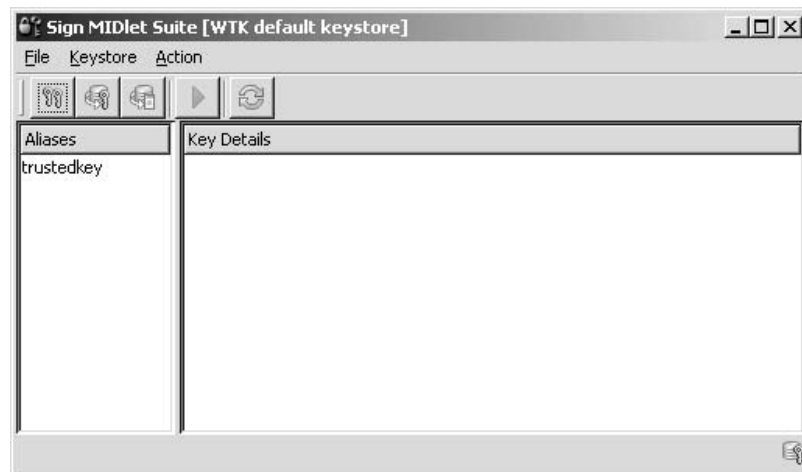 Sign MIDlet Suite [WTK default keystore]
File Keystore Action
Aliases
Key Details
trustedkey